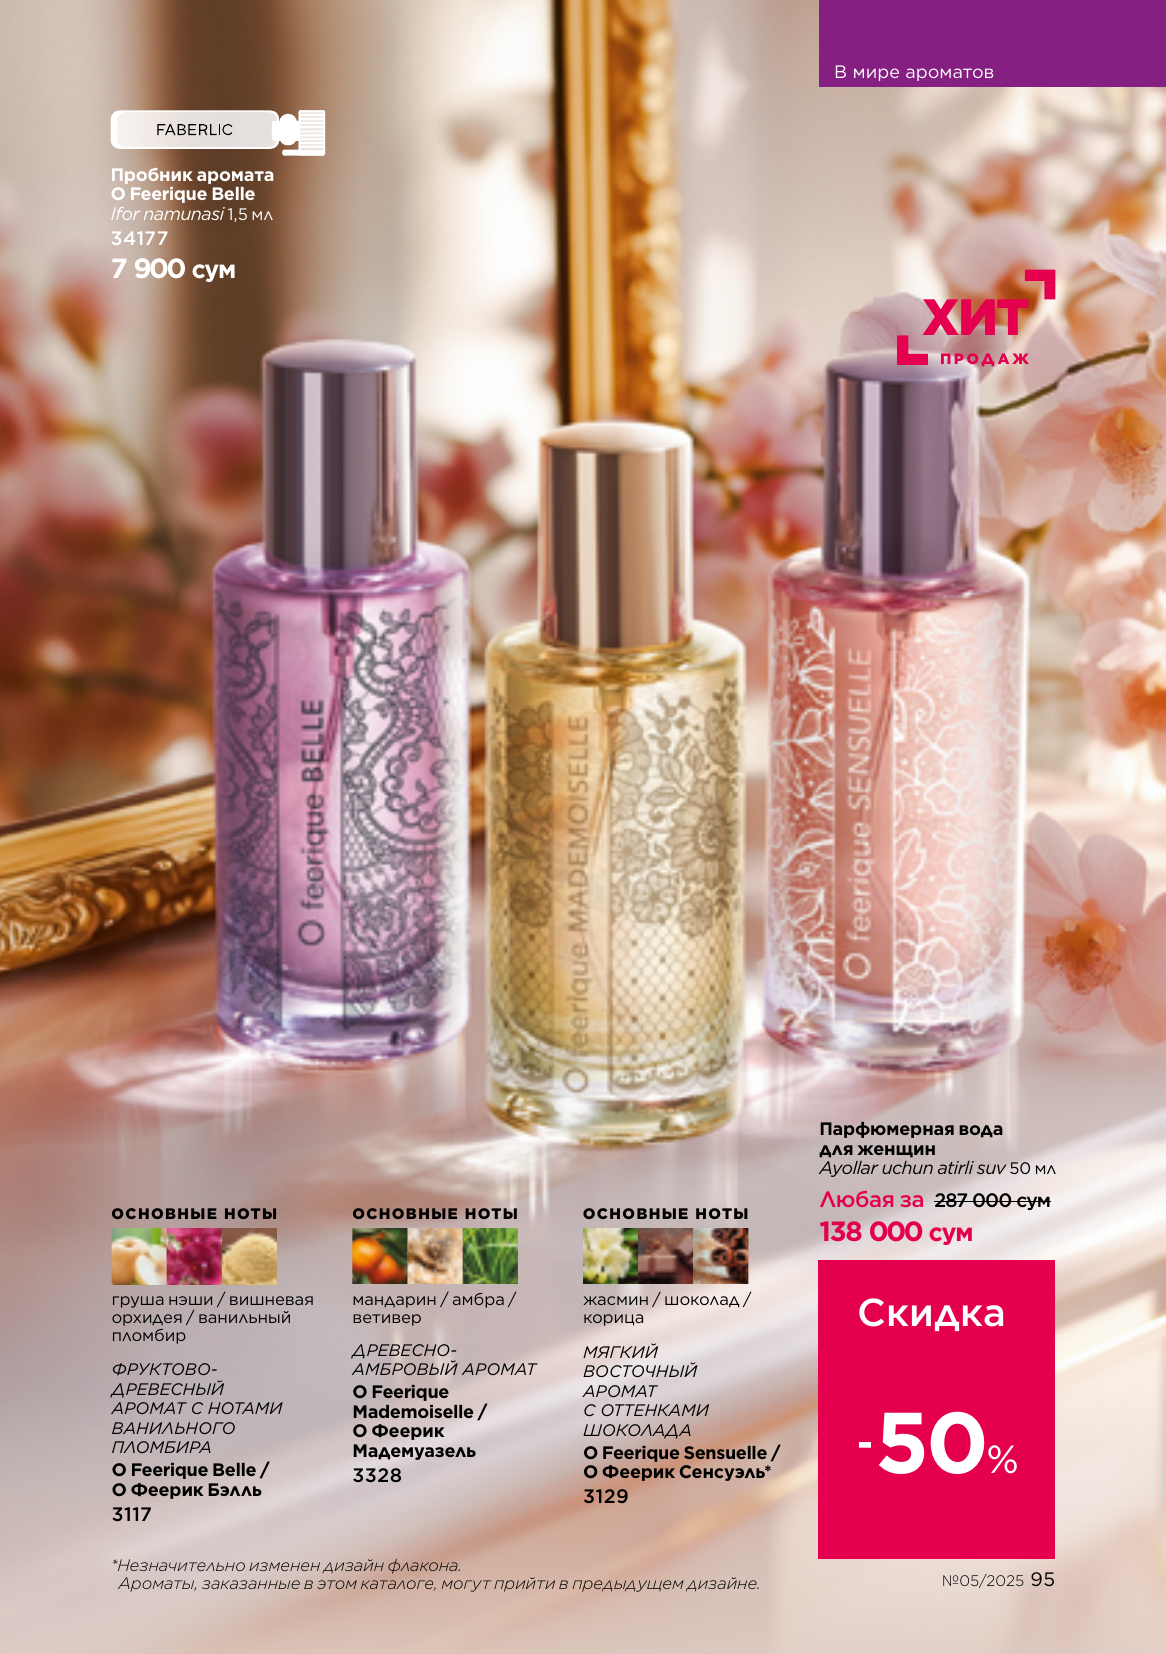 В мире ароматов
FABERLIC
Пробник аромата
O Feerique Belle
Ifor namunasi 1,5 мл
34177
7 900 сум
ХИТ
ПРОДАЖ
O feerique BELLE
O feerique MADEMOISELLE
O feerique SENSUELLE
Парфюмерная вода
для женщин
Ayollar uchun atirli suv 50 мл
Любая за 287 000 сум
138 000 сум
Скидка
-50%
ОСНОВНЫЕ НОТЫ
груша нэши / вишневая
орхидея / ванильный
пломбир
ФРУКТОВО-
ДРЕВЕСНЫЙ
АРОМАТ С НОТАМИ
ВАНИЛЬНОГО
ПЛОМБИРА
O Feerique Belle /
О Феерик Бэлль
3117
ОСНОВНЫЕ НОТЫ
мандарин / амбра /
ветивер
ДРЕВЕСНО-
АМБРОВЫЙ АРОМАТ
O Feerique
Mademoiselle /
О Феерик
Мадемуазель
3328
ОСНОВНЫЕ НОТЫ
жасмин / шоколад /
корица
МЯГКИЙ
ВОСТОЧНЫЙ
АРОМАТ
С ОТТЕНКАМИ
ШОКОЛАДА
O Feerique Sensuelle /
О Феерик Сенсуэль*
3129
*Незначительно изменен дизайн флакона.
Ароматы, заказанные в этом каталоге, могут прийти в предыдущем дизайне.
№05/2025 95